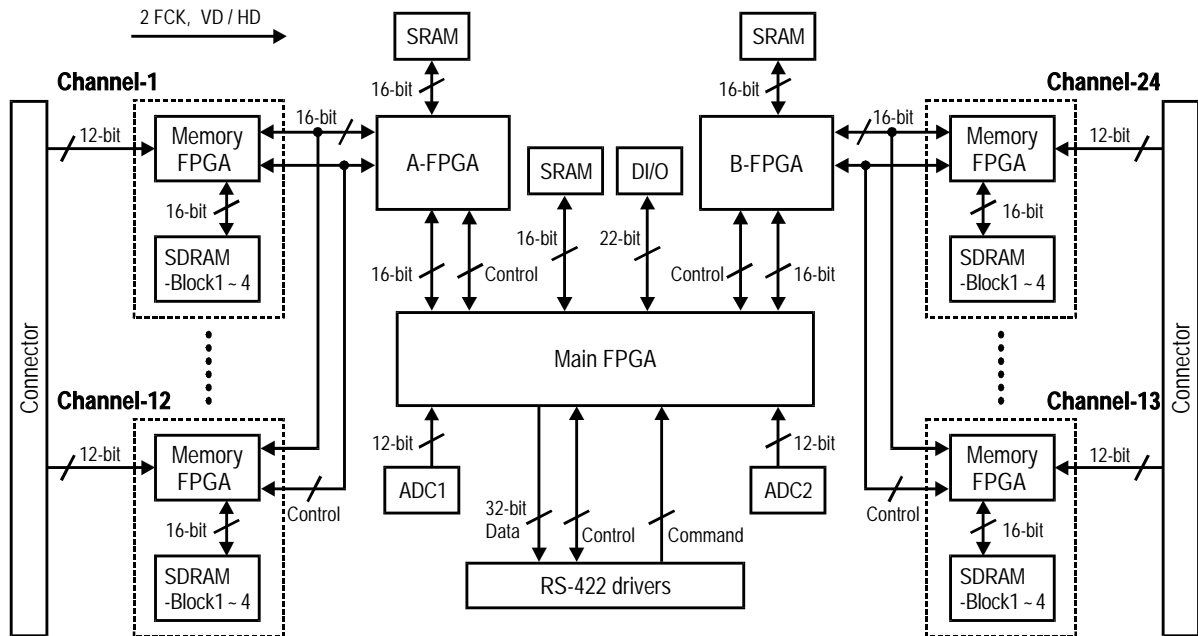 2 FCK, VD / HD
SRAM
SRAM
Channel-1
Channel-24
16-bit
16-bit
12-bit
Memory
FPGA
16-bit
A-FPGA
SRAM
DI/O
B-FPGA
16-bit
Memory
FPGA
12-bit
16-bit
16-bit
SDRAM
-Block1 ~ 4
16-bit
Control
16-bit
22-bit
Control
16-bit
SDRAM
-Block1 ~ 4
Connector
Main FPGA
Connector
Channel-12
Channel-13
12-bit
Memory
FPGA
12-bit
ADC1
12-bit
ADC2
Memory
FPGA
12-bit
16-bit
Control
32-bit
Data
Control
Command
Control
16-bit
SDRAM
-Block1 ~ 4
RS-422 drivers
SDRAM
-Block1 ~ 4